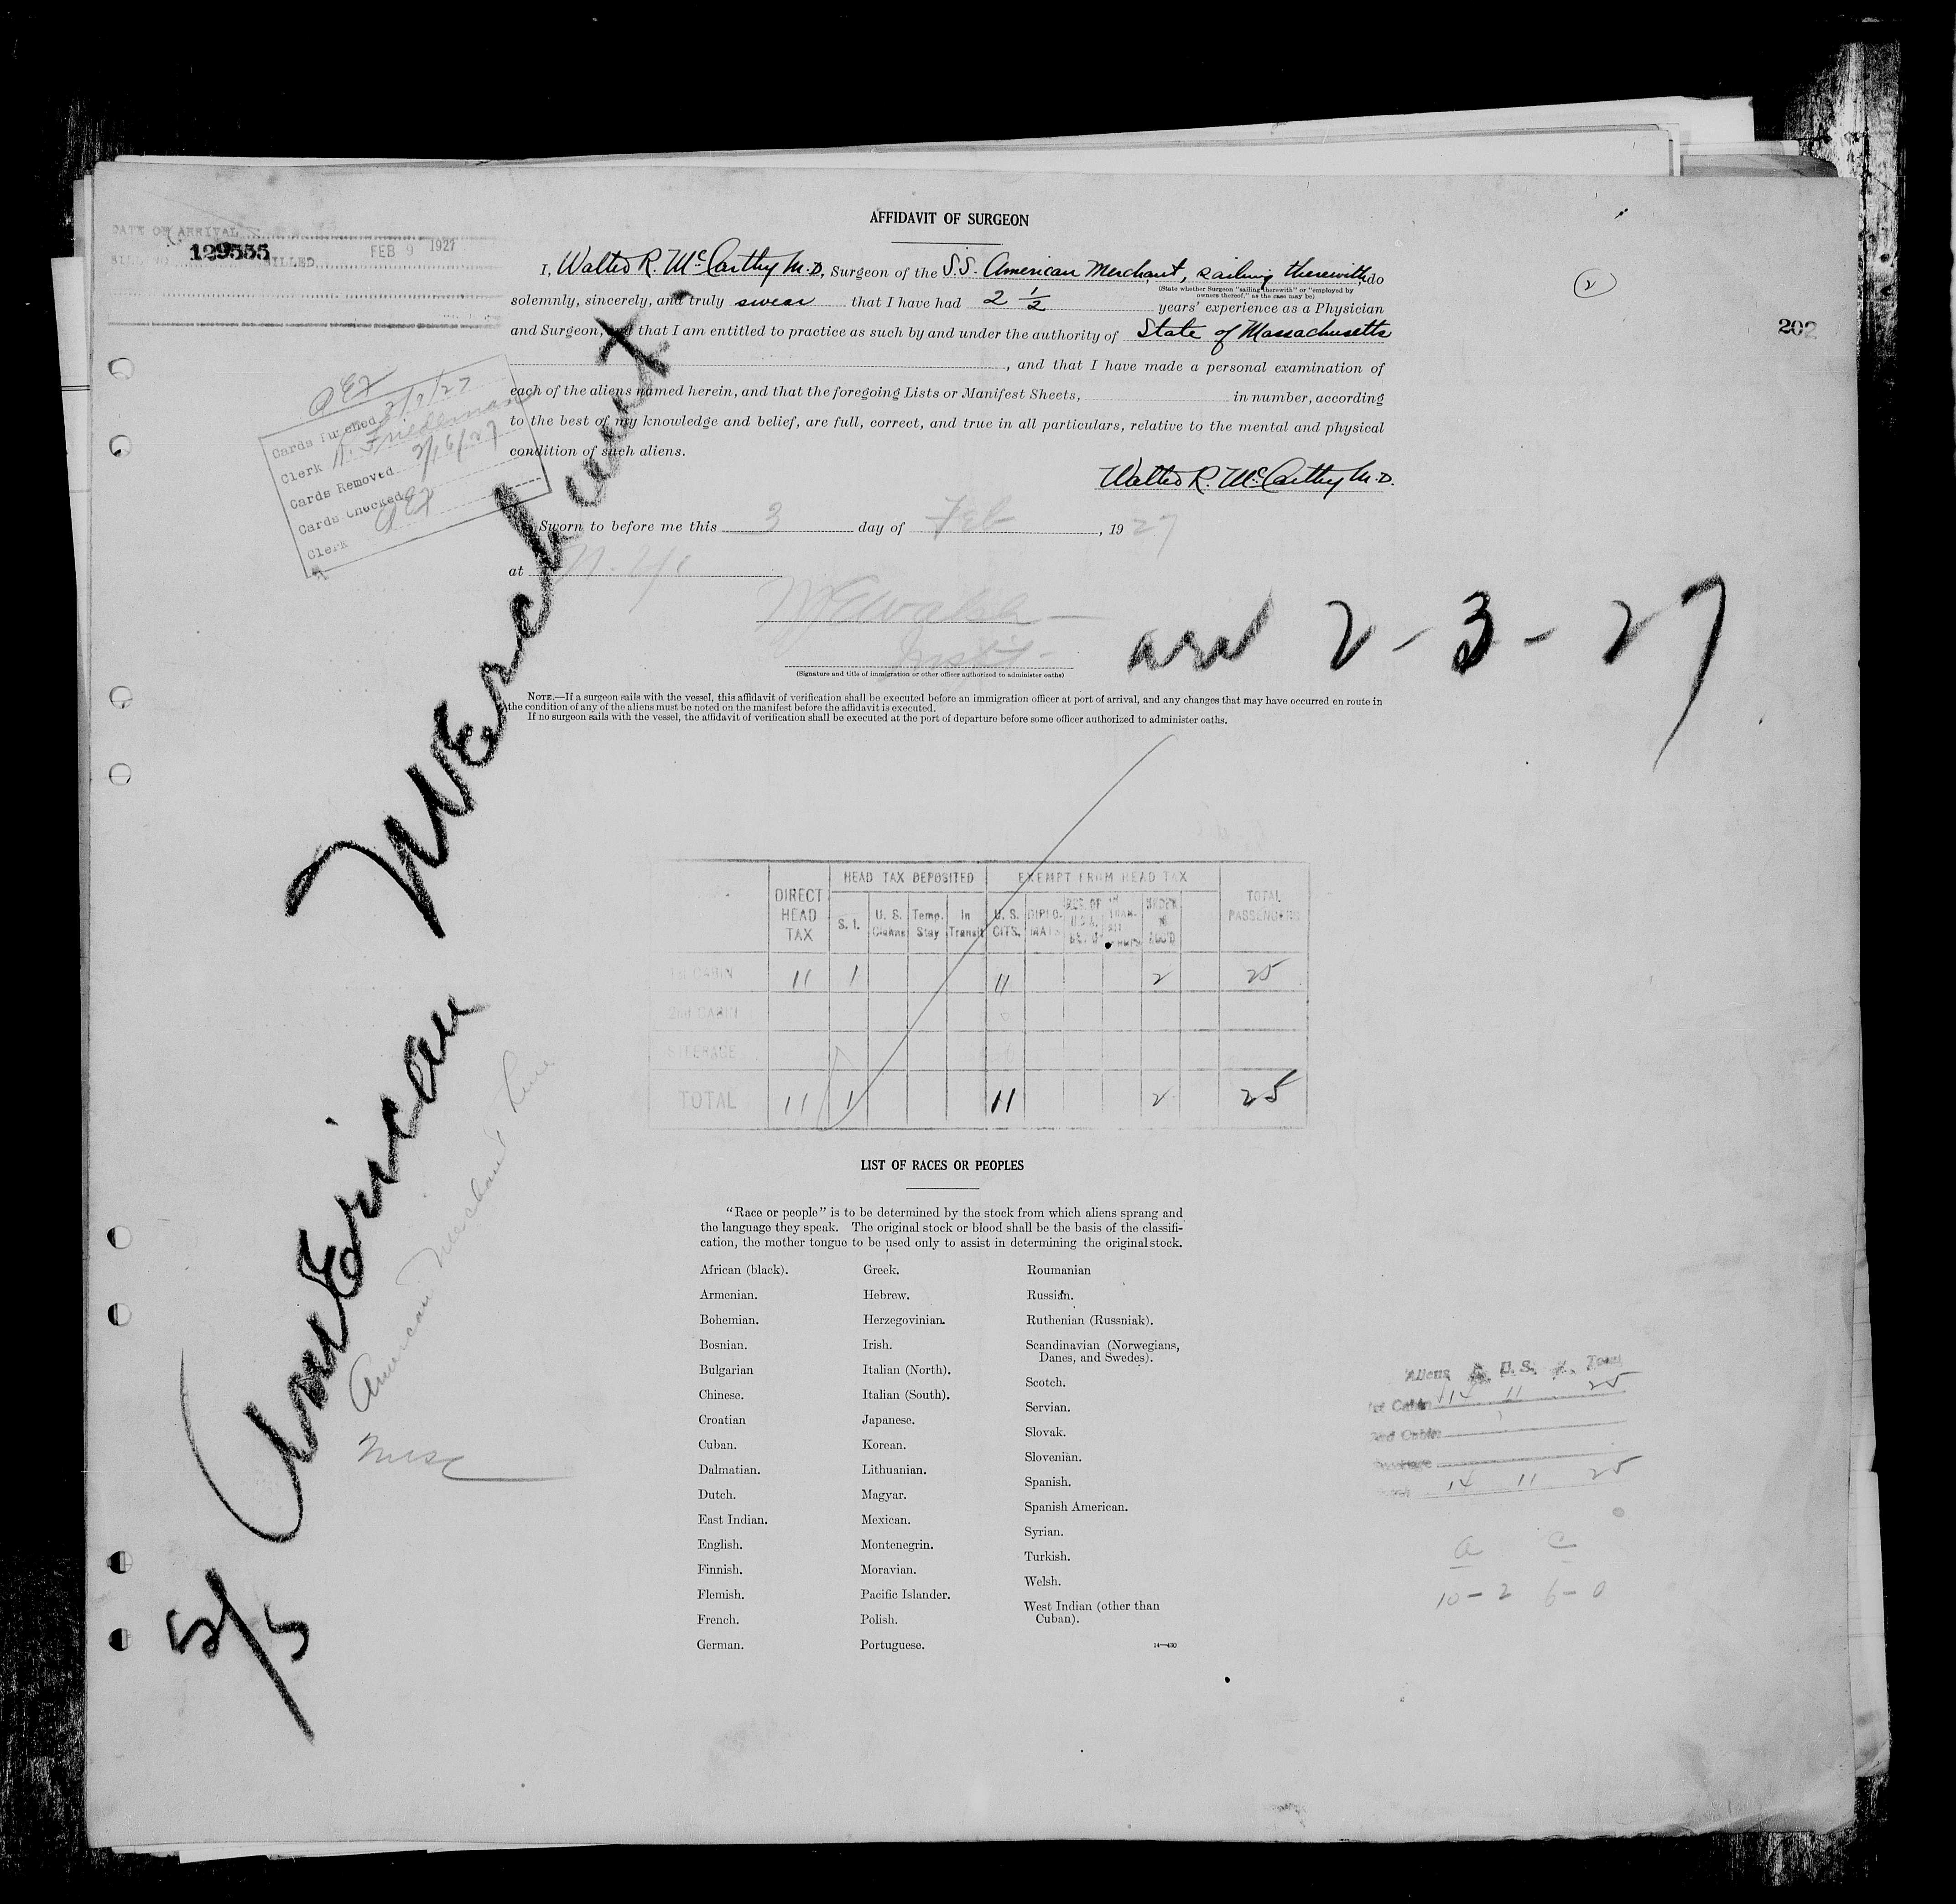 AFFIDAVIT OF SURGEON
DATE OF ARRIVAL
129555
FEB 9 1927
202
2
I, Walter R. McCarthy M.D., Surgeon of the S.S. American Merchant, sailing therewith, do
(State whether Surgeon "sailing therewith" or "employed by
owners thereof," as the case may be)
solemnly, sincerely, and truly swear that I have had 2 1/2 years' experience as a Physician
and Surgeon, and that I am entitled to practice as such by and under the authority of State of Massachusetts
, and that I have made a personal examination of
each of the aliens named herein, and that the foregoing Lists or Manifest Sheets, in number, according
to the best of my knowledge and belief, are full, correct, and true in all particulars, relative to the mental and physical
condition of such aliens.
Walter R. McCarthy M.D.
Cards Punched
Clerk Friedleman
Cards Removed 2/16/27
Cards Checked
Clerk
Sworn to before me this 3 day of Feb, 1927
at N.Y.
Walsh
(Signature and title of immigration or other officer authorized to administer oaths)
arr 2-3-27
NOTE.—If a surgeon sails with the vessel, this affidavit of verification shall be executed before an immigration officer at port of arrival, and any changes that may have occurred en route in
the condition of any of the aliens must be noted on the manifest before the affidavit is executed.
If no surgeon sails with the vessel, the affidavit of verification shall be executed at the port of departure before some officer authorized to administer oaths.
S/S AmErican MErchant
American Merchant Line
Misc
DIRECT HEAD TAX
HEAD TAX DEPOSITED
EXEMPT FROM HEAD TAX
TOTAL PASSENGERS
S. I.
U. S. Claims
Temp. Stay
In Transit
U. S. CITS.
DIPLOMATS
1st CABIN 11 1 11 2 25
2nd CABIN
STEERAGE
TOTAL 11 1 11 2 25
LIST OF RACES OR PEOPLES
"Race or people" is to be determined by the stock from which aliens sprang and
the language they speak. The original stock or blood shall be the basis of the classifi-
cation, the mother tongue to be used only to assist in determining the original stock.
African (black).
Armenian.
Bohemian.
Bosnian.
Bulgarian
Chinese.
Croatian
Cuban.
Dalmatian.
Dutch.
East Indian.
English.
Finnish.
Flemish.
French.
German.
Greek.
Hebrew.
Herzegovinian.
Irish.
Italian (North).
Italian (South).
Japanese.
Korean.
Lithuanian.
Magyar.
Mexican.
Montenegrin.
Moravian.
Pacific Islander.
Polish.
Portuguese.
Roumanian
Russian.
Ruthenian (Russniak).
Scandinavian (Norwegians,
Danes, and Swedes).
Scotch.
Servian.
Slovak.
Slovenian.
Spanish.
Spanish American.
Syrian.
Turkish.
Welsh.
West Indian (other than
Cuban).
14—430
Aliens U.S. Total
1st Cabin 14 11 25
2nd Cabin
14 11 25
a c
10-2 6-0